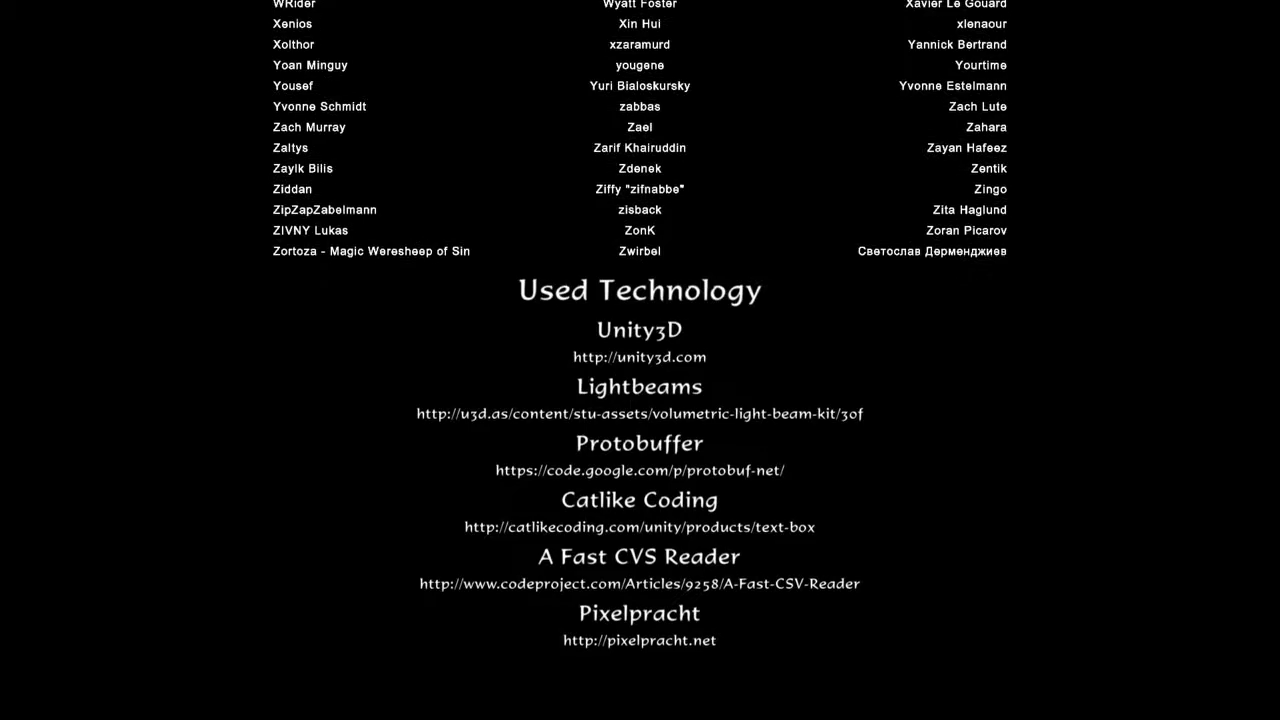 WRider Wyatt Foster Xavier Le Gouard
Xenios Xin Hui xlenaour
Xolthor xzaramurd Yannick Bertrand
Yoan Minguy yougene Yourtime
Yousef Yuri Bialoskursky Yvonne Estelmann
Yvonne Schmidt zabbas Zach Lute
Zach Murray Zael Zahara
Zaltys Zarif Khairuddin Zayan Hafeez
Zaylk Bilis Zdenek Zentik
Ziddan Ziffy "zifnabbe" Zingo
ZipZapZabelmann zisback Zita Haglund
ZIVNY Lukas ZonK Zoran Picarov
Zortoza - Magic Weresheep of Sin Zwirbel Светослав Дерменджиев
Used Technology
Unity3D
http://unity3d.com
Lightbeams
http://u3d.as/content/stu-assets/volumetric-light-beam-kit/3of
Protobuffer
https://code.google.com/p/protobuf-net/
Catlike Coding
http://catlikecoding.com/unity/products/text-box
A Fast CVS Reader
http://www.codeproject.com/Articles/9258/A-Fast-CSV-Reader
Pixelpracht
http://pixelpracht.net